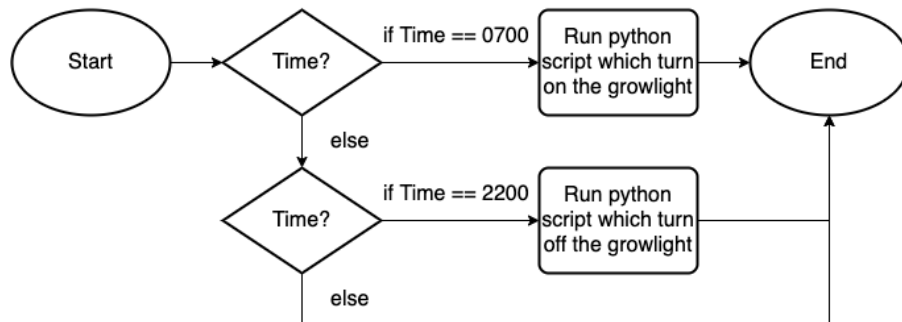 Start
Time?
if Time == 0700
Run python
script which turn
on the growlight
End
else
Time?
if Time == 2200
Run python
script which turn
off the growlight
else